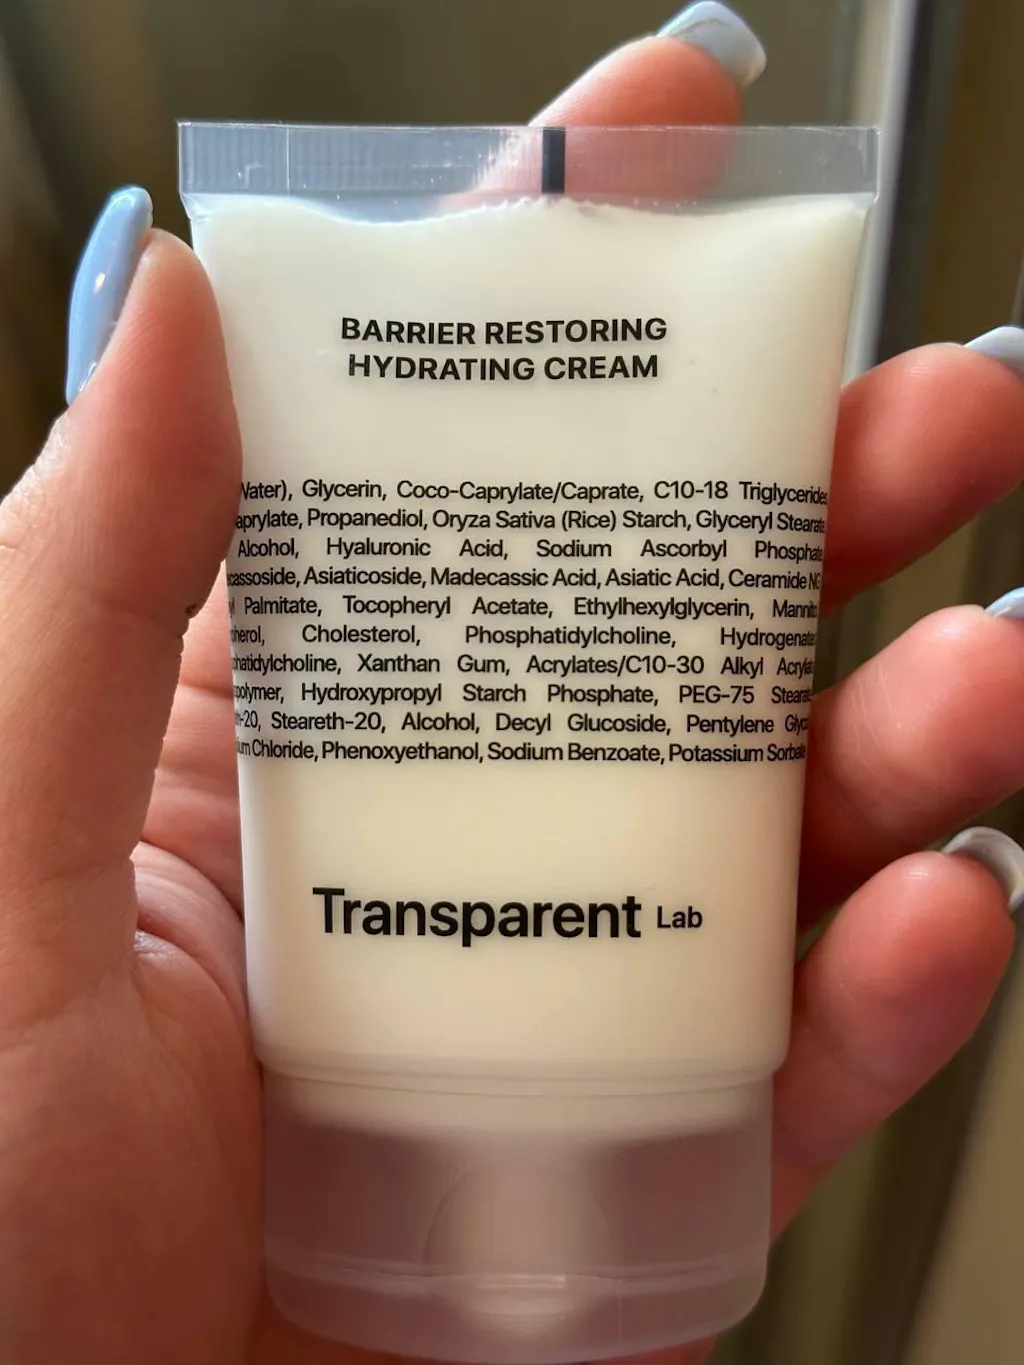 BARRIER RESTORING
HYDRATING CREAM
Glycerin, Coco-Caprylate/Caprate, C10-18 Triglycerides
Propanediol, Oryza Sativa (Rice) Starch, Glyceryl
Alcohol, Hyaluronic Acid, Sodium Ascorbyl Phosphate
Asiaticoside, Madecassic Acid, Asiatic Acid, Ceramide NG
Palmitate, Tocopheryl Acetate, Ethylhexylglycerin,
Cholesterol, Phosphatidylcholine,
Xanthan Gum, Acrylates/C10-30 Alkyl
Hydroxypropyl Starch Phosphate, PEG-75
Steareth-20, Alcohol, Decyl Glucoside, Pentylene
Chloride, Phenoxyethanol, Sodium Benzoate, Potassium
Transparent Lab